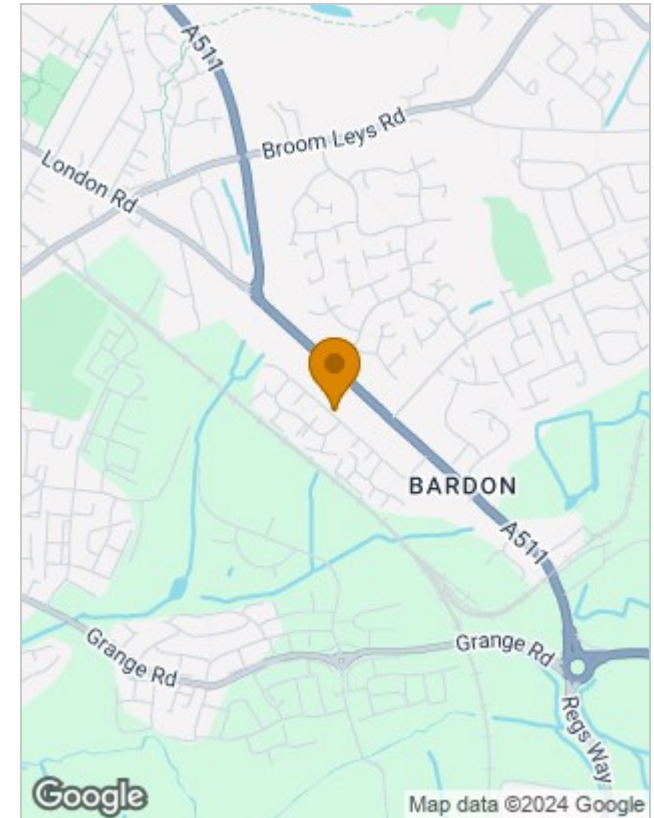 A511
Broom Leys Rd
London Rd
BARDON
A511
Grange Rd
Grange Rd
Regs Way
Google
Map data ©2024 Google